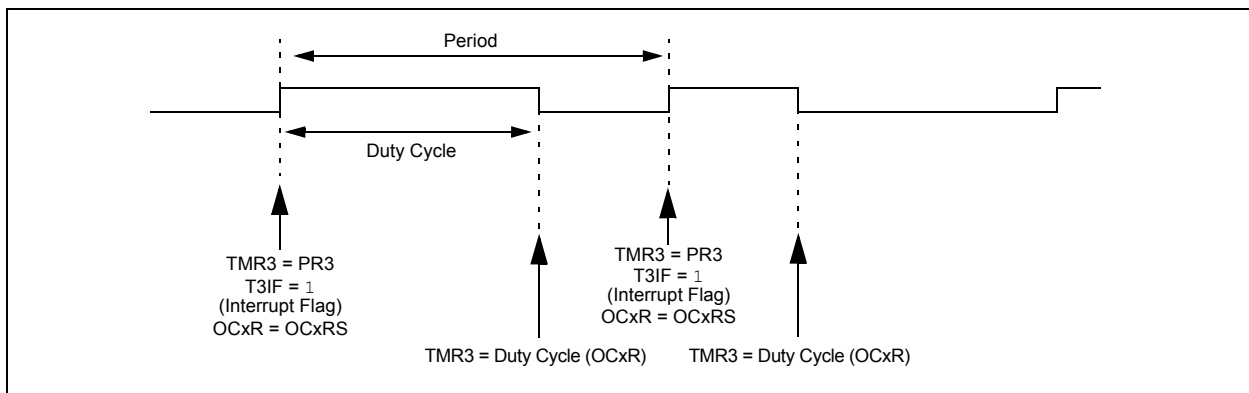 Period
Duty Cycle
TMR3 = PR3
T3IF = 1
(Interrupt Flag)
OCxR = OCxRS
TMR3 = Duty Cycle (OCxR)
TMR3 = PR3
T3IF = 1
(Interrupt Flag)
OCxR = OCxRS
TMR3 = Duty Cycle (OCxR)